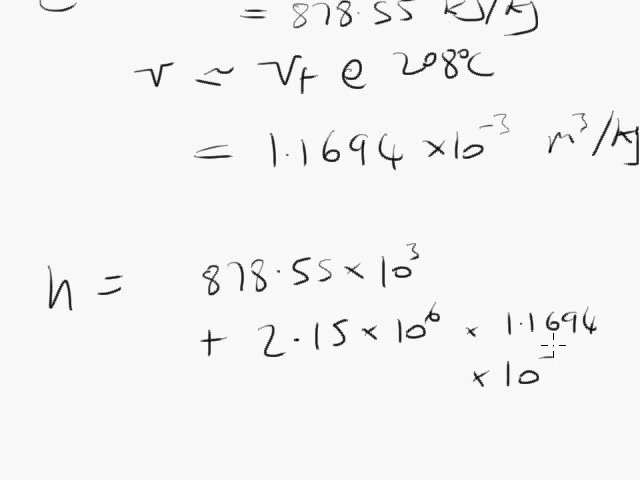 = 878.55 kJ/kg
v ~ Vf @ 208°C
= 1.1694 ×10⁻³ m³/kg
h = 878.55 × 10³
+ 2.15 × 10⁶ × 1.1694
× 10⁻